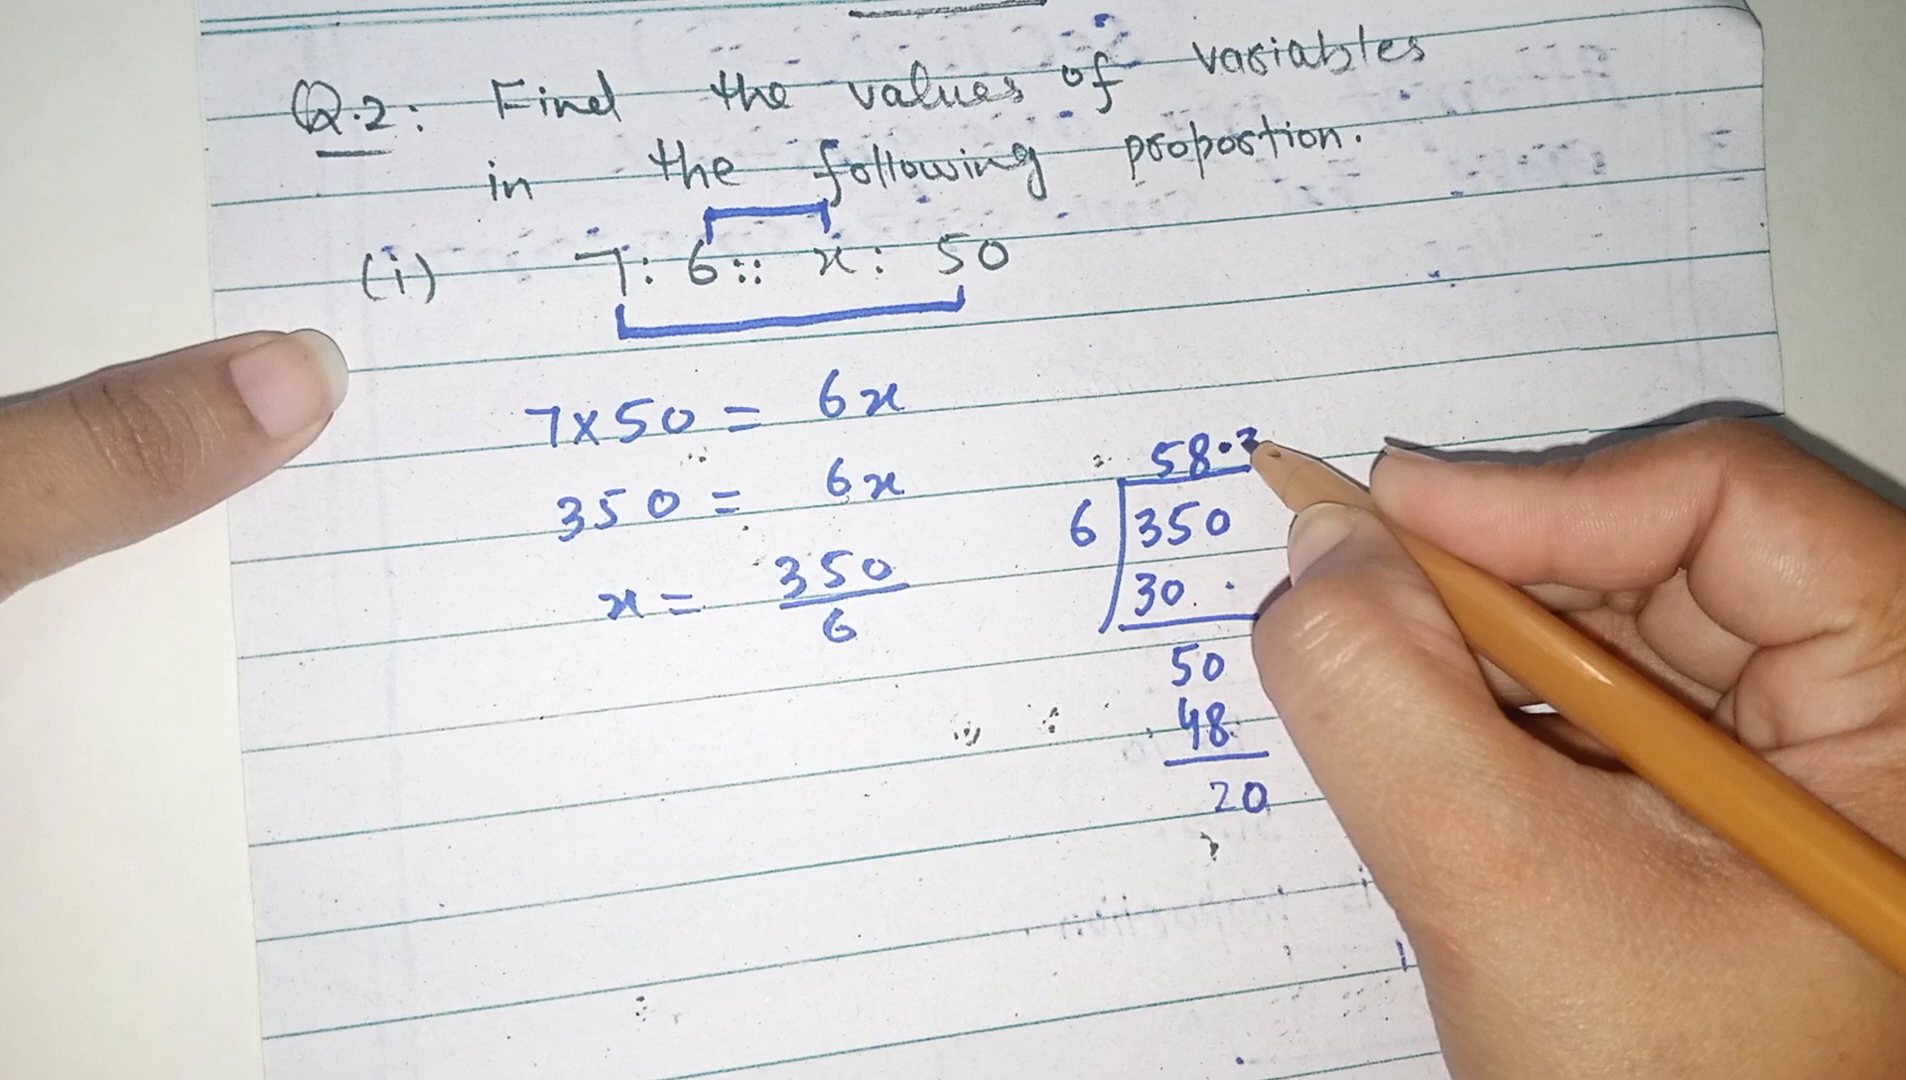 Q.2: Find the values of variables
in the following proportion.
(i) 7 : 6 :: x : 50
7 x 50 = 6x
350 = 6x
x = 350/6
58.3
6 350
30
50
48
20